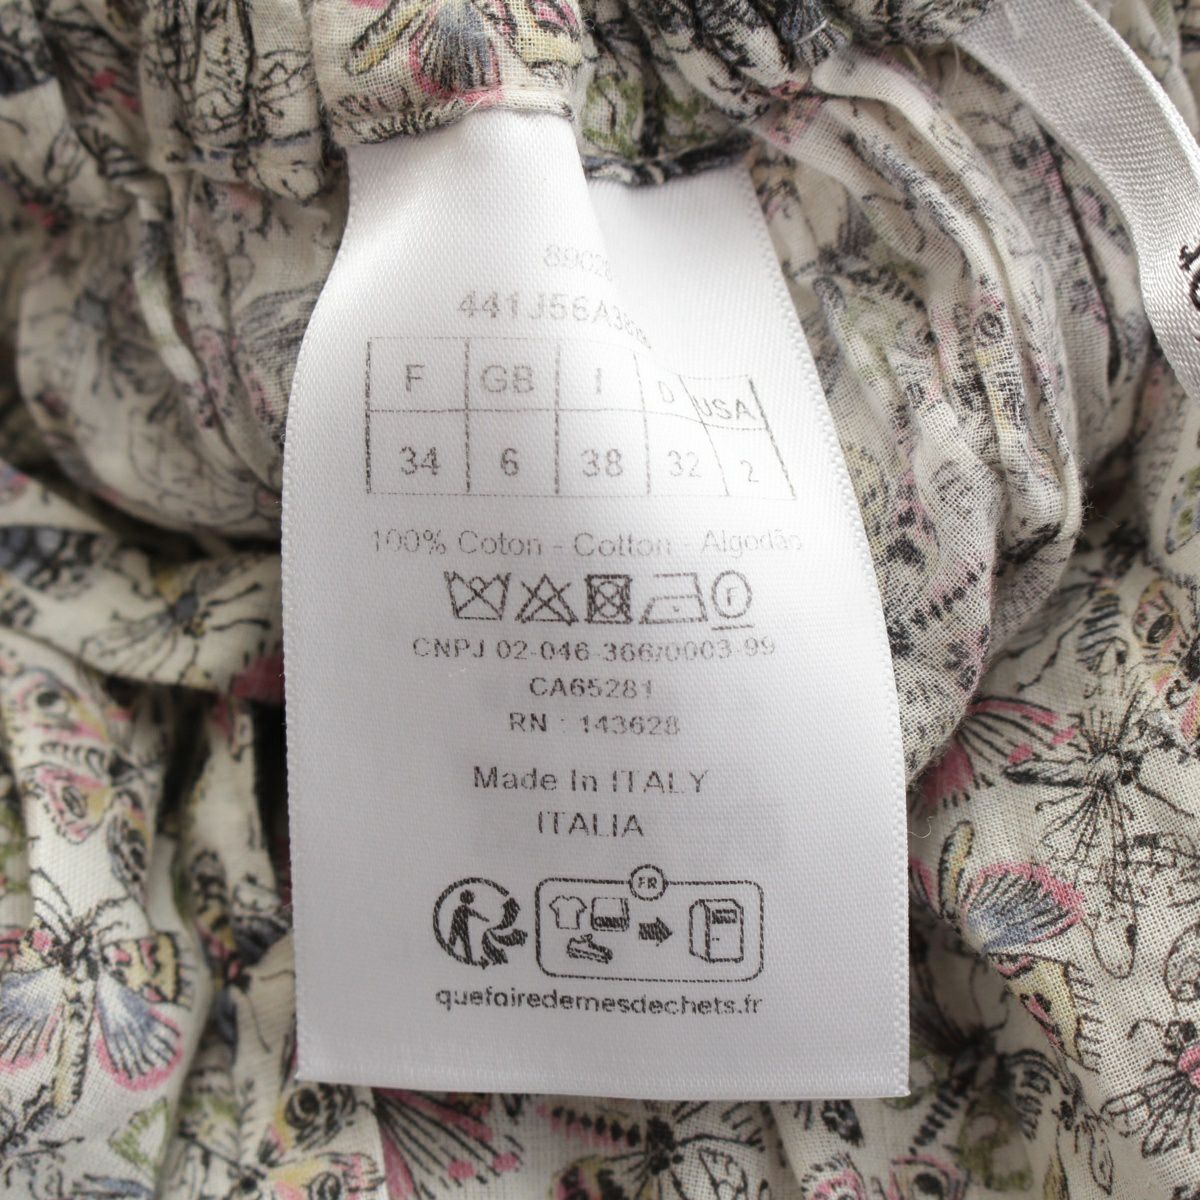 441J56A38
F GB I D USA
34 6 38 32 2
100% Coton - Cotton - Algodão
F
CNPJ 02-046-366/0003-99
CA65281
RN : 143628
Made In ITALY
ITALIA
FR
quefairedemesdechets.fr